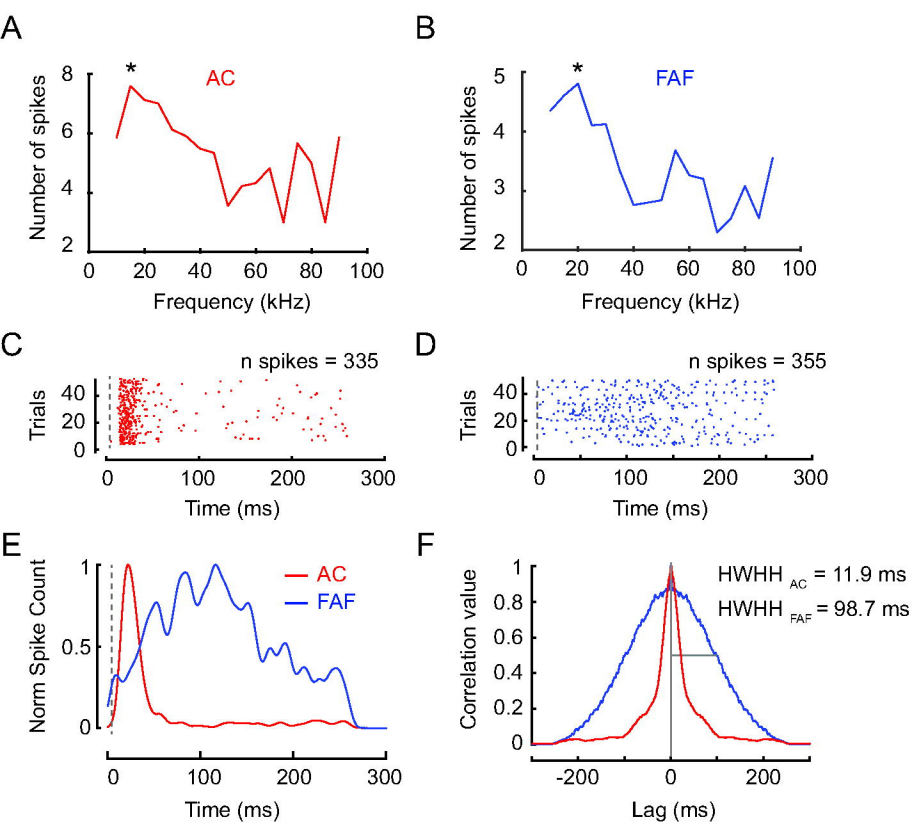 A
*
AC
Number of spikes
8
6
4
2
0 20 40 60 80 100
Frequency (kHz)
B
*
FAF
Number of spikes
5
4
3
2
0 20 40 60 80 100
Frequency (kHz)
C
n spikes = 335
Trials
40
20
0
0 100 200 300
Time (ms)
D
n spikes = 355
Trials
40
20
0
0 100 200 300
Time (ms)
E
Norm Spike Count
1
0.5
0
AC
FAF
0 100 200 300
Time (ms)
F
Correlation value
1
0.8
0.6
0.4
0.2
0
HWHH AC = 11.9 ms
HWHH FAF = 98.7 ms
-200 0 200
Lag (ms)